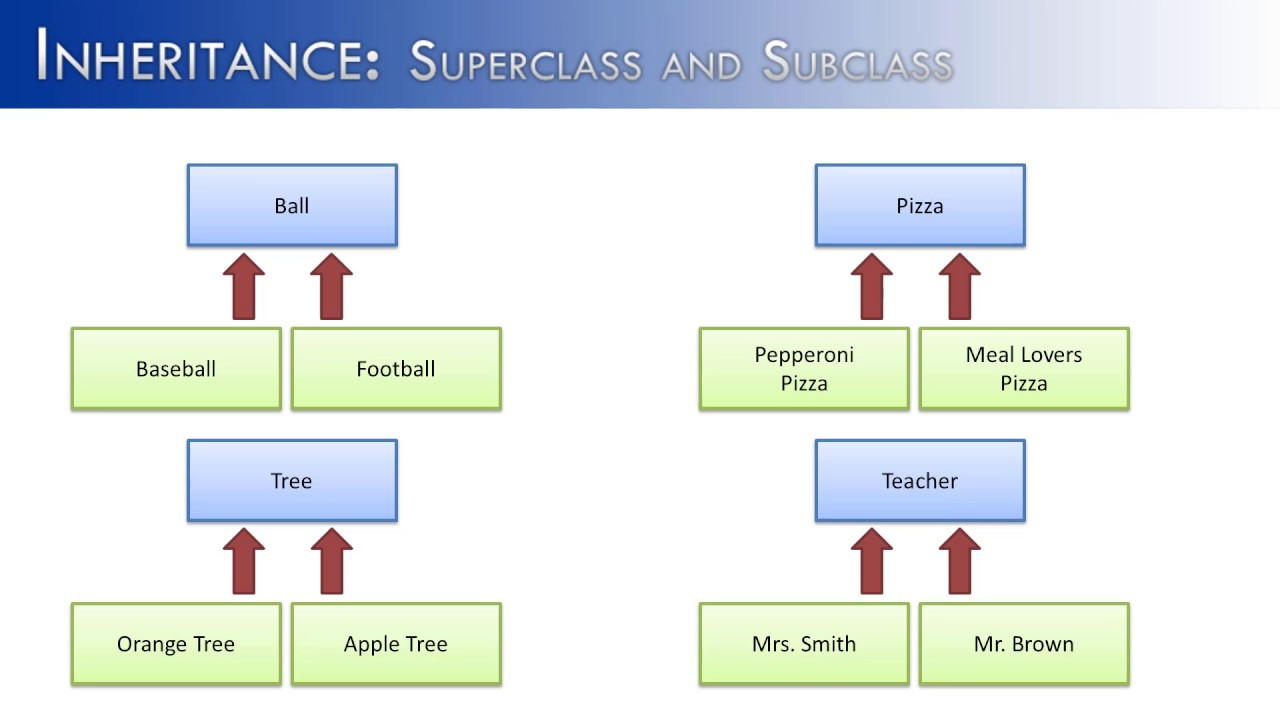 Inheritance: Superclass and Subclass
Ball
Pizza
Baseball
Football
Pepperoni
Pizza
Meal Lovers
Pizza
Tree
Teacher
Orange Tree
Apple Tree
Mrs. Smith
Mr. Brown